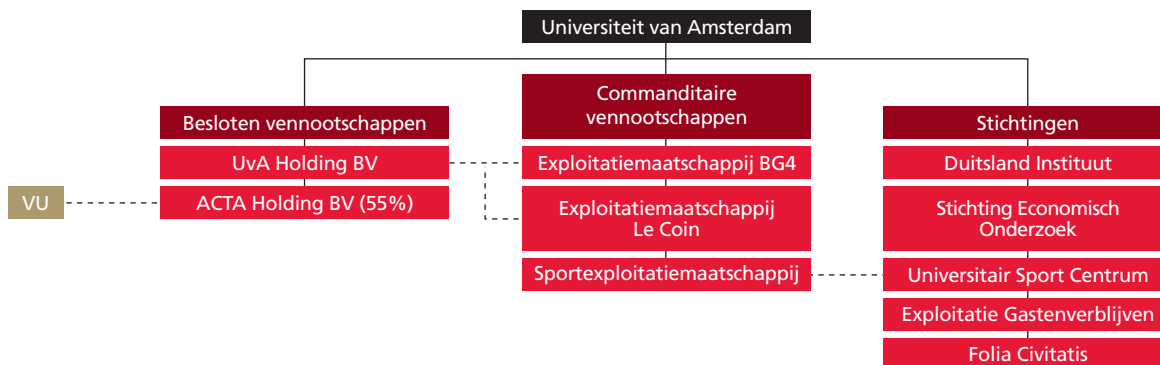 Universiteit van Amsterdam
Besloten vennootschappen
UvA Holding BV
ACTA Holding BV (55%)
VU
Commanditaire
vennootschappen
Exploitatiemaatschappij BG4
Exploitatiemaatschappij
Le Coin
Sportexploitatiemaatschappij
Stichtingen
Duitsland Instituut
Stichting Economisch
Onderzoek
Universitair Sport Centrum
Exploitatie Gastenverblijven
Folia Civitatis